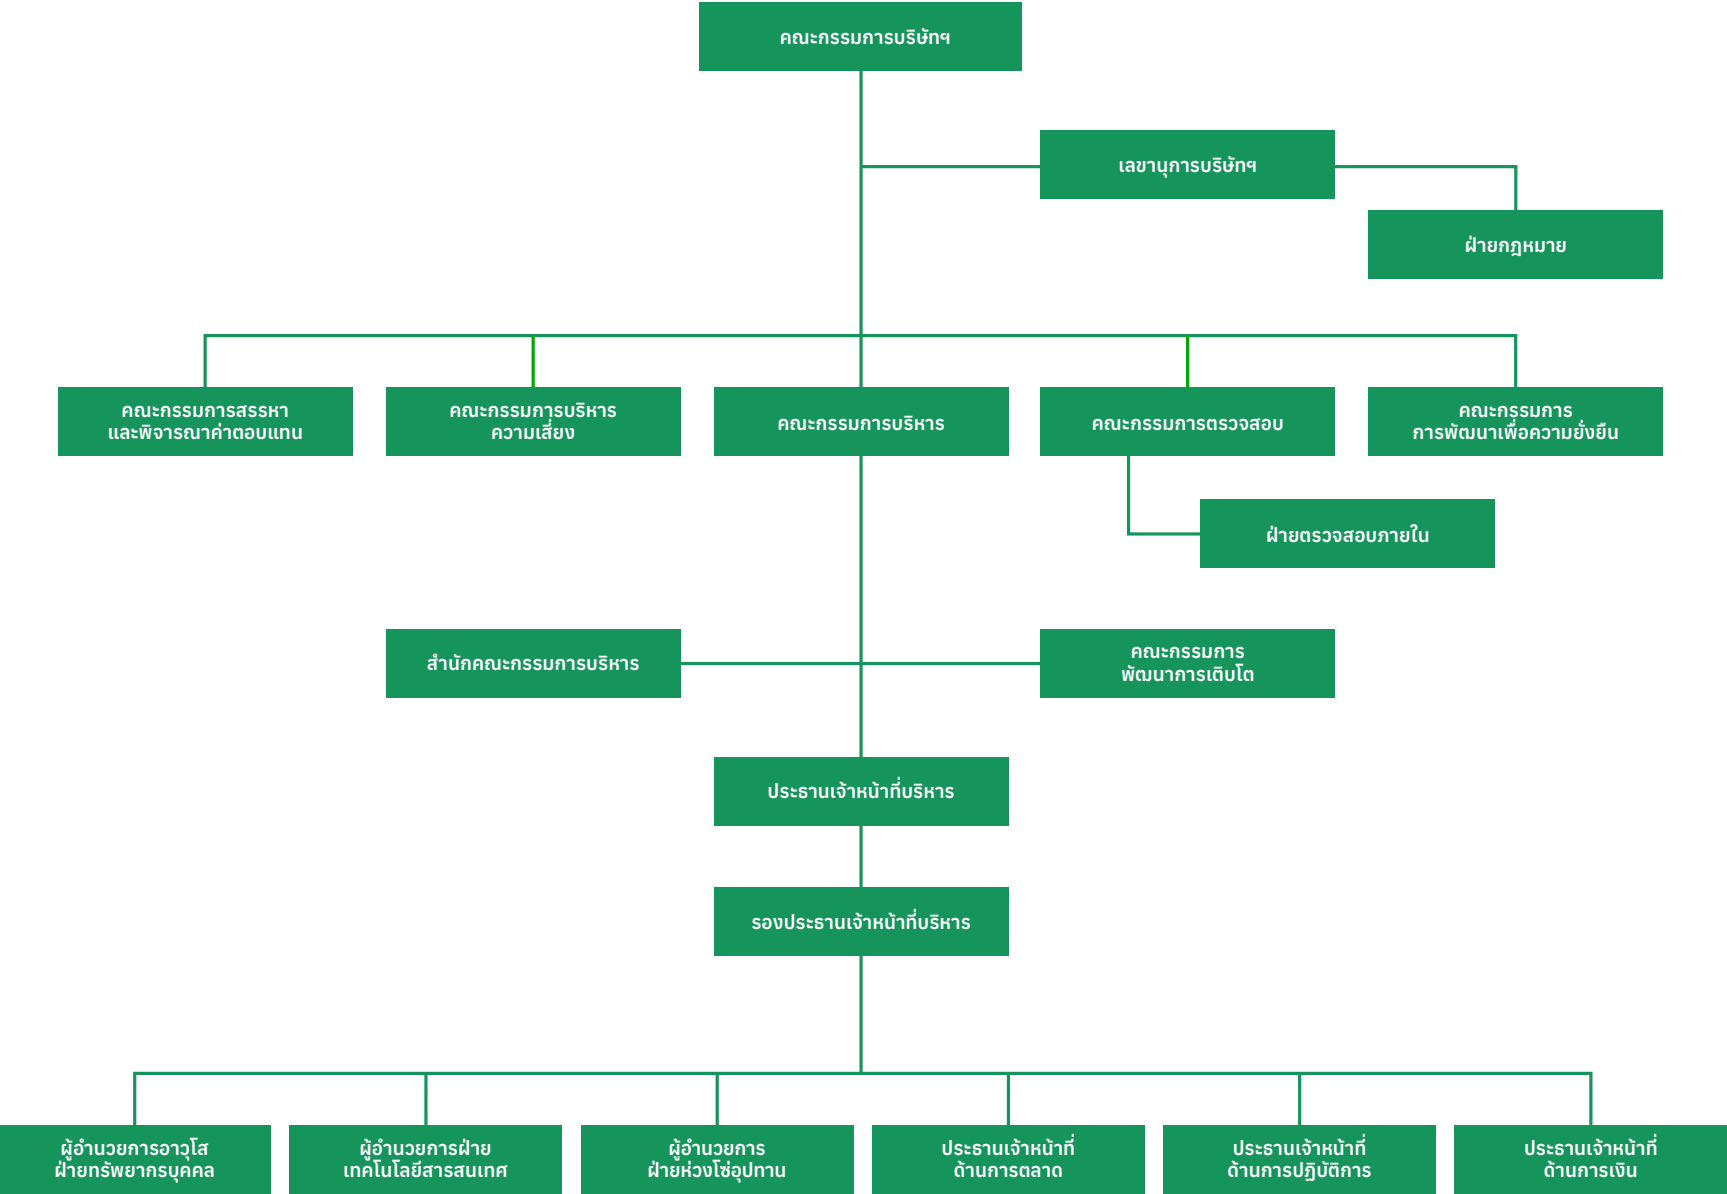 คณะกรรมการบริษัทฯ
เลขานุการบริษัทฯ
ฝ่ายกฎหมาย
คณะกรรมการสรรหา
และพิจารณาค่าตอบแทน
คณะกรรมการบริหาร
ความเสี่ยง
คณะกรรมการบริหาร
คณะกรรมการตรวจสอบ
คณะกรรมการ
การพัฒนาเพื่อความยั่งยืน
ฝ่ายตรวจสอบภายใน
สำนักคณะกรรมการบริหาร
คณะกรรมการ
พัฒนาการเติบโต
ประธานเจ้าหน้าที่บริหาร
รองประธานเจ้าหน้าที่บริหาร
ผู้อำนวยการอาวุโส
ฝ่ายทรัพยากรบุคคล
ผู้อำนวยการฝ่าย
เทคโนโลยีสารสนเทศ
ผู้อำนวยการ
ฝ่ายห่วงโซ่อุปทาน
ประธานเจ้าหน้าที่
ด้านการตลาด
ประธานเจ้าหน้าที่
ด้านการปฏิบัติการ
ประธานเจ้าหน้าที่
ด้านการเงิน